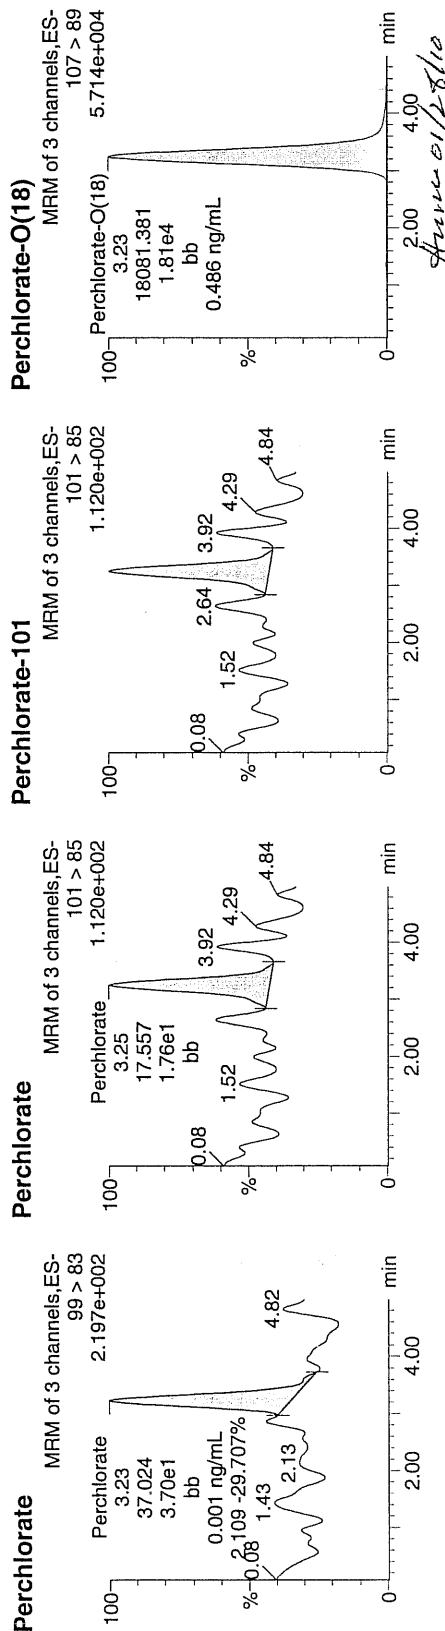 Perchlorate
MRM of 3 channels,ES-
99 > 83
2.197e+002
100
Perchlorate
3.23
37.024
3.70e1
bb
0.001 ng/mL
2.109 -29.707%
0.08
1.43
2.13
4.82
%
0
2.00
4.00
min
Perchlorate
MRM of 3 channels,ES-
101 > 85
1.120e+002
100
Perchlorate
3.25
17.557
1.76e1
bb
0.08
1.52
3.92
4.29
4.84
%
0
2.00
4.00
min
Perchlorate-101
MRM of 3 channels,ES-
101 > 85
1.120e+002
100
0.08
1.52
2.64
3.92
4.29
4.84
%
0
2.00
4.00
min
Perchlorate-O(18)
MRM of 3 channels,ES-
107 > 89
5.714e+004
100
Perchlorate-O(18)
3.23
18081.381
1.81e4
bb
0.486 ng/mL
%
0
2.00
4.00
min
01/28/10